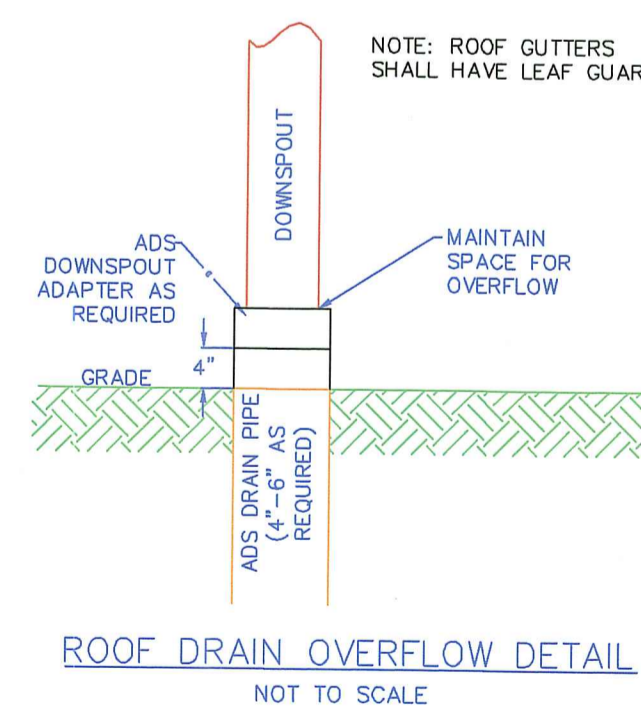 NOTE: ROOF GUTTERS
SHALL HAVE LEAF
DOWNSPOUT
ADS
DOWNSPOUT
ADAPTER AS
REQUIRED
MAINTAIN
SPACE FOR
OVERFLOW
4"
GRADE
ADS DRAIN PIPE
(4"-6" AS
REQUIRED)
ROOF DRAIN OVERFLOW DETAIL
NOT TO SCALE